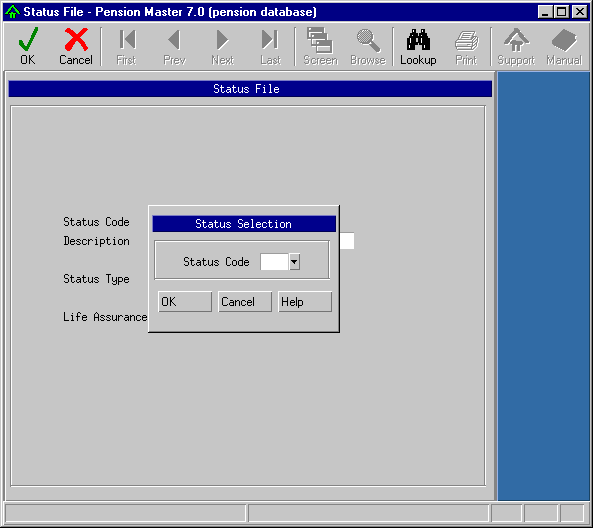 Status File - Pension Master 7.0 (pension database)
OK Cancel First Prev Next Last Screen Browse Lookup Print Support Manual
Status File
Status Code
Description
Status Type
Life Assurance
Status Selection
Status Code
OK Cancel Help